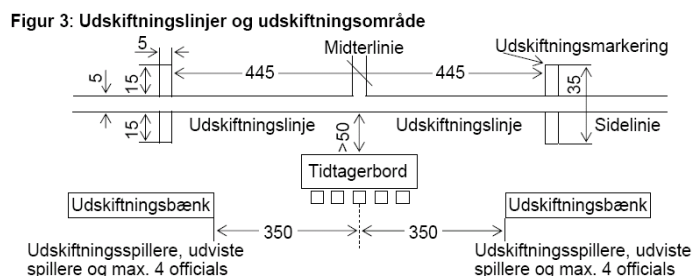 Figur 3: Udskiftningslinjer og udskiftningsområde
5
Midterlinie
Udskiftningsmarkering
15
445
445
35
5
15
Udskiftningslinje
>50
Udskiftningslinje
Sidelinie
Tidtagerbord
Udskiftningsbænk
Udskiftningsbænk
350
350
Udskiftningsspillere, udviste
spillere og max. 4 officials
Udskiftningsspillere, udviste
spillere og max. 4 officials